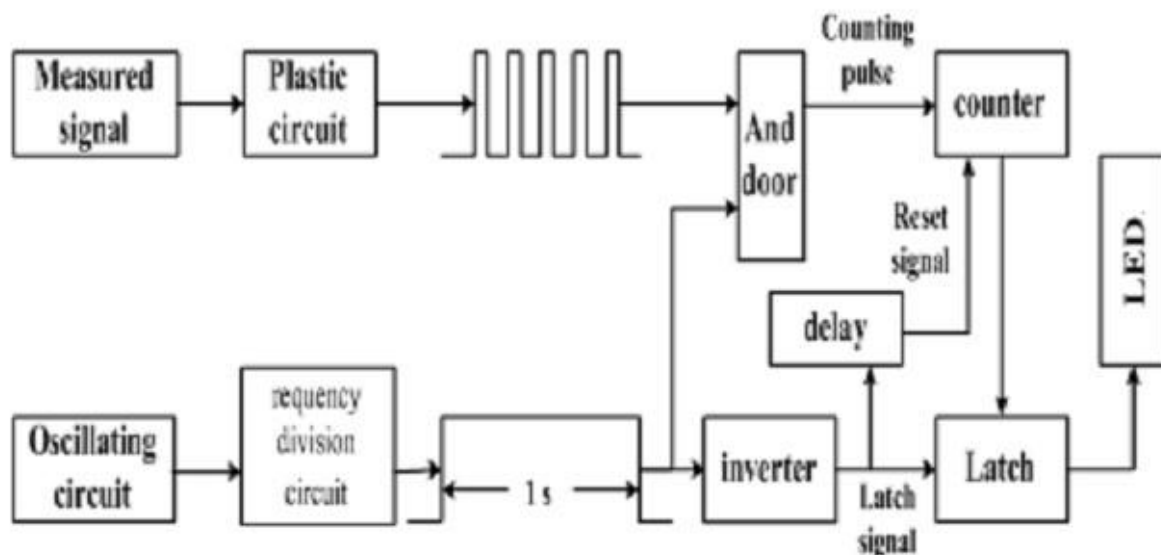 Measured
signal
Plastic
circuit
And
door
Counting
pulse
counter
Reset
signal
LED.
delay
Oscillating
circuit
requency
division
circuit
1 s
inverter
Latch
signal
Latch